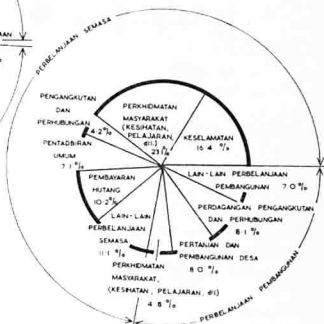 PERBELANJAAN SEMASA
PENGANGKUTAN
DAN
PERHUBUNGAN
4.2%
PENTADBIRAN
UMUM
7.1%
PERKHIDMATAN
MASYARAKAT
(KESIHATAN,
PELAJARAN,
dll.)
23.1%
KESELAMATAN
16.4 %
LAIN-LAIN PERBELANJAAN
PEMBANGUNAN 7.0%
PERDAGANGAN PENGANGKUTAN
DAN PERHUBUNGAN
8.1 %
PEMBAYARAN
HUTANG
10.2%
LAIN-LAIN
PERBELANJAAN
SEMASA
11.1 %
PERTANIAN DAN
PEMBANGUNAN DESA
8.0 %
PERKHIDMATAN
MASYARAKAT,
(KESIHATAN, PELAJARAN, dll)
4.8 %
PERBELANJAAN PEMBANGUNAN